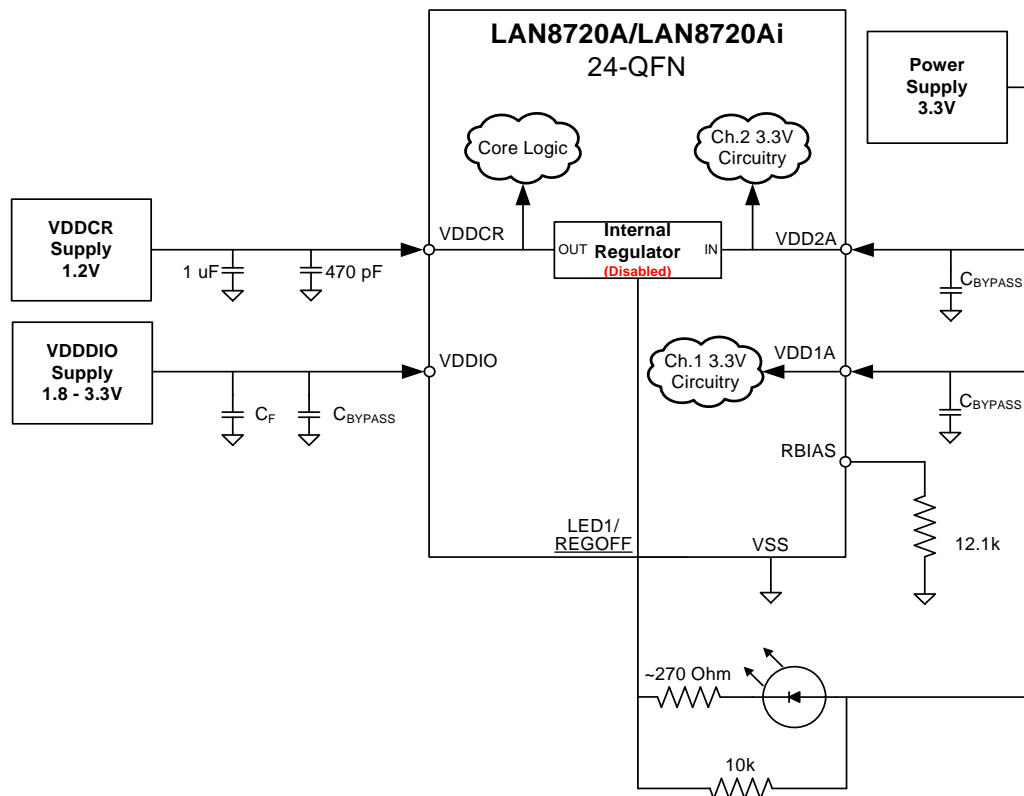 LAN8720A/LAN8720Ai
24-QFN
Power
Supply
3.3V
Core Logic
Ch.2 3.3V
Circuitry
VDDCR
Supply
1.2V
VDDCR
OUT
Internal
Regulator
(Disabled)
IN
VDD2A
1 uF
470 pF
CBYPASS
VDDDIO
Supply
1.8 - 3.3V
VDDIO
Ch.1 3.3V
Circuitry
VDD1A
CF
CBYPASS
CBYPASS
RBIAS
LED1/
REGOFF
VSS
12.1k
~270 Ohm
10k